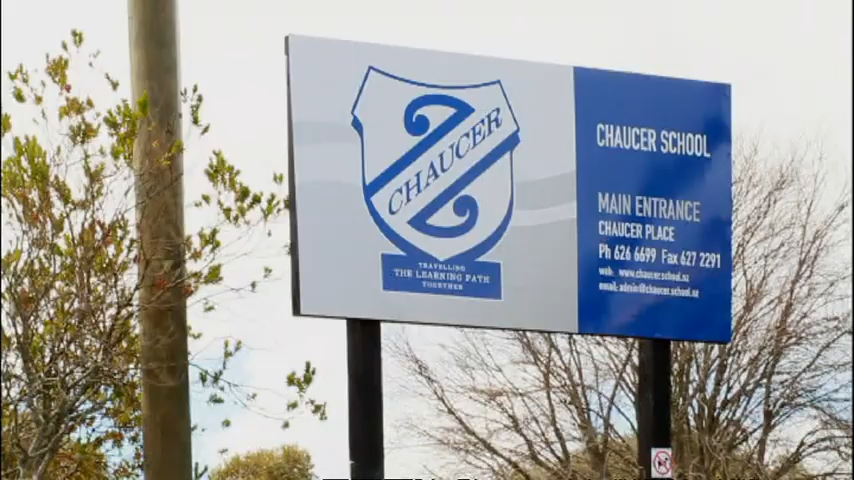 CHAUCER
TRAVELLING
THE LEARNING PATH
TOGETHER
CHAUCER SCHOOL
MAIN ENTRANCE
CHAUCER PLACE
Ph 626 6699 Fax 627 2291
web: www.chaucer.school.nz
email: admin@chaucer.school.nz